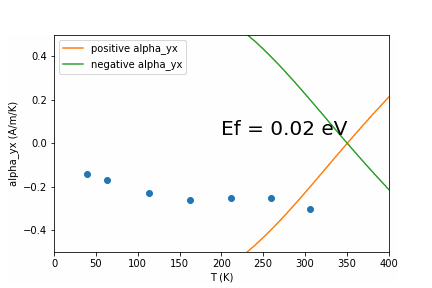 positive alpha_yx
negative alpha_yx
0.4
0.2
0.0
−0.2
−0.4
alpha_yx (A/m/K)
Ef = 0.02 eV
0 50 100 150 200 250 300 350 400
T (K)